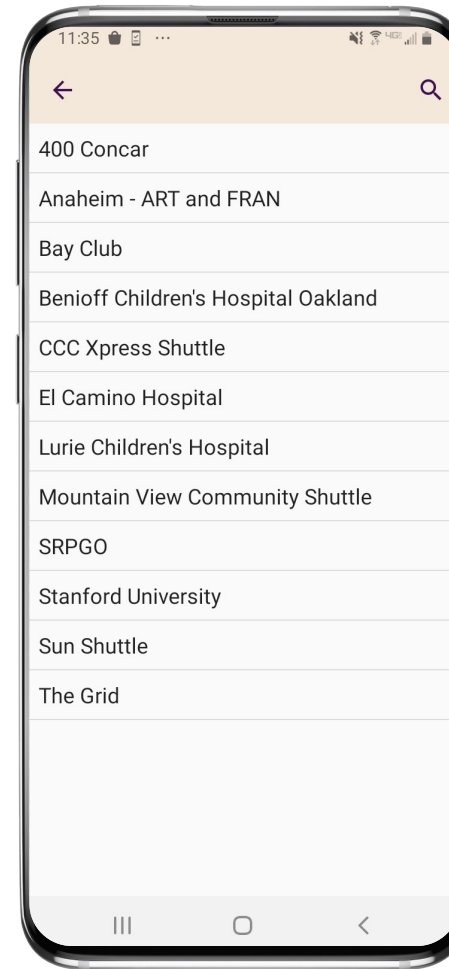 11:35
4GE
400 Concar
Anaheim - ART and FRAN
Bay Club
Benioff Children's Hospital Oakland
CCC Xpress Shuttle
El Camino Hospital
Lurie Children's Hospital
Mountain View Community Shuttle
SRPGO
Stanford University
Sun Shuttle
The Grid